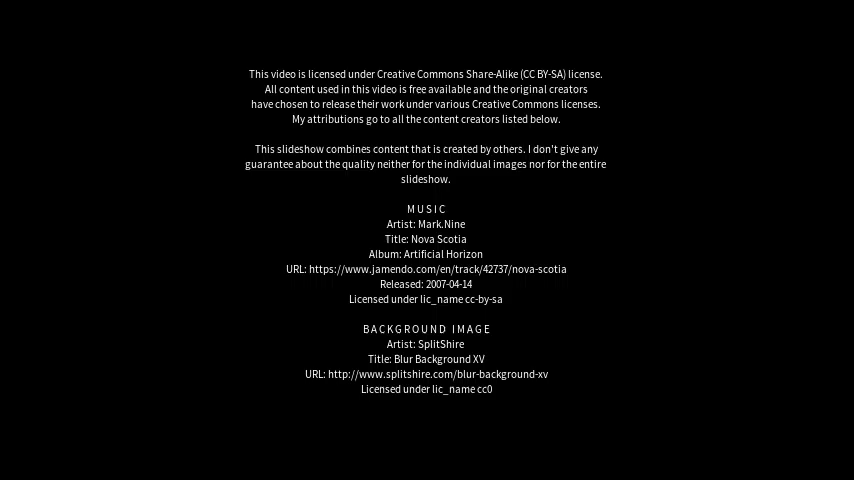 This video is licensed under Creative Commons Share-Alike (CC BY-SA) license.
All content used in this video is free available and the original creators
have chosen to release their work under various Creative Commons licenses.
My attributions go to all the content creators listed below.
This slideshow combines content that is created by others. I don't give any
guarantee about the quality neither for the individual images nor for the entire
slideshow.
MUSIC
Artist: Mark.Nine
Title: Nova Scotia
Album: Artificial Horizon
URL: https://www.jamendo.com/en/track/42737/nova-scotia
Released: 2007-04-14
Licensed under lic_name cc-by-sa
BACKGROUND IMAGE
Artist: SplitShire
Title: Blur Background XV
URL: http://www.splitshire.com/blur-background-xv
Licensed under lic_name cc0